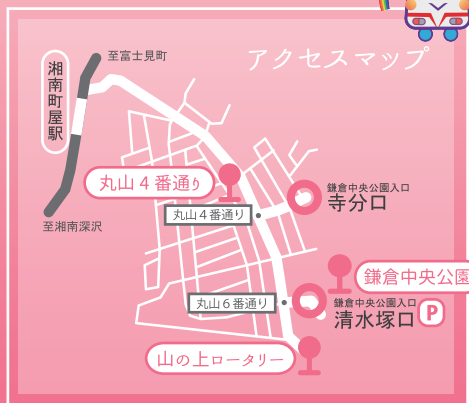 アクセスマップ
至富士見町
湘南町屋駅
至湘南深沢
丸山4番通り
丸山4番通り
鎌倉中央公園入口
寺分口
鎌倉中央公園
丸山6番通り
鎌倉中央公園入口
清水塚口
P
山の上ロータリー